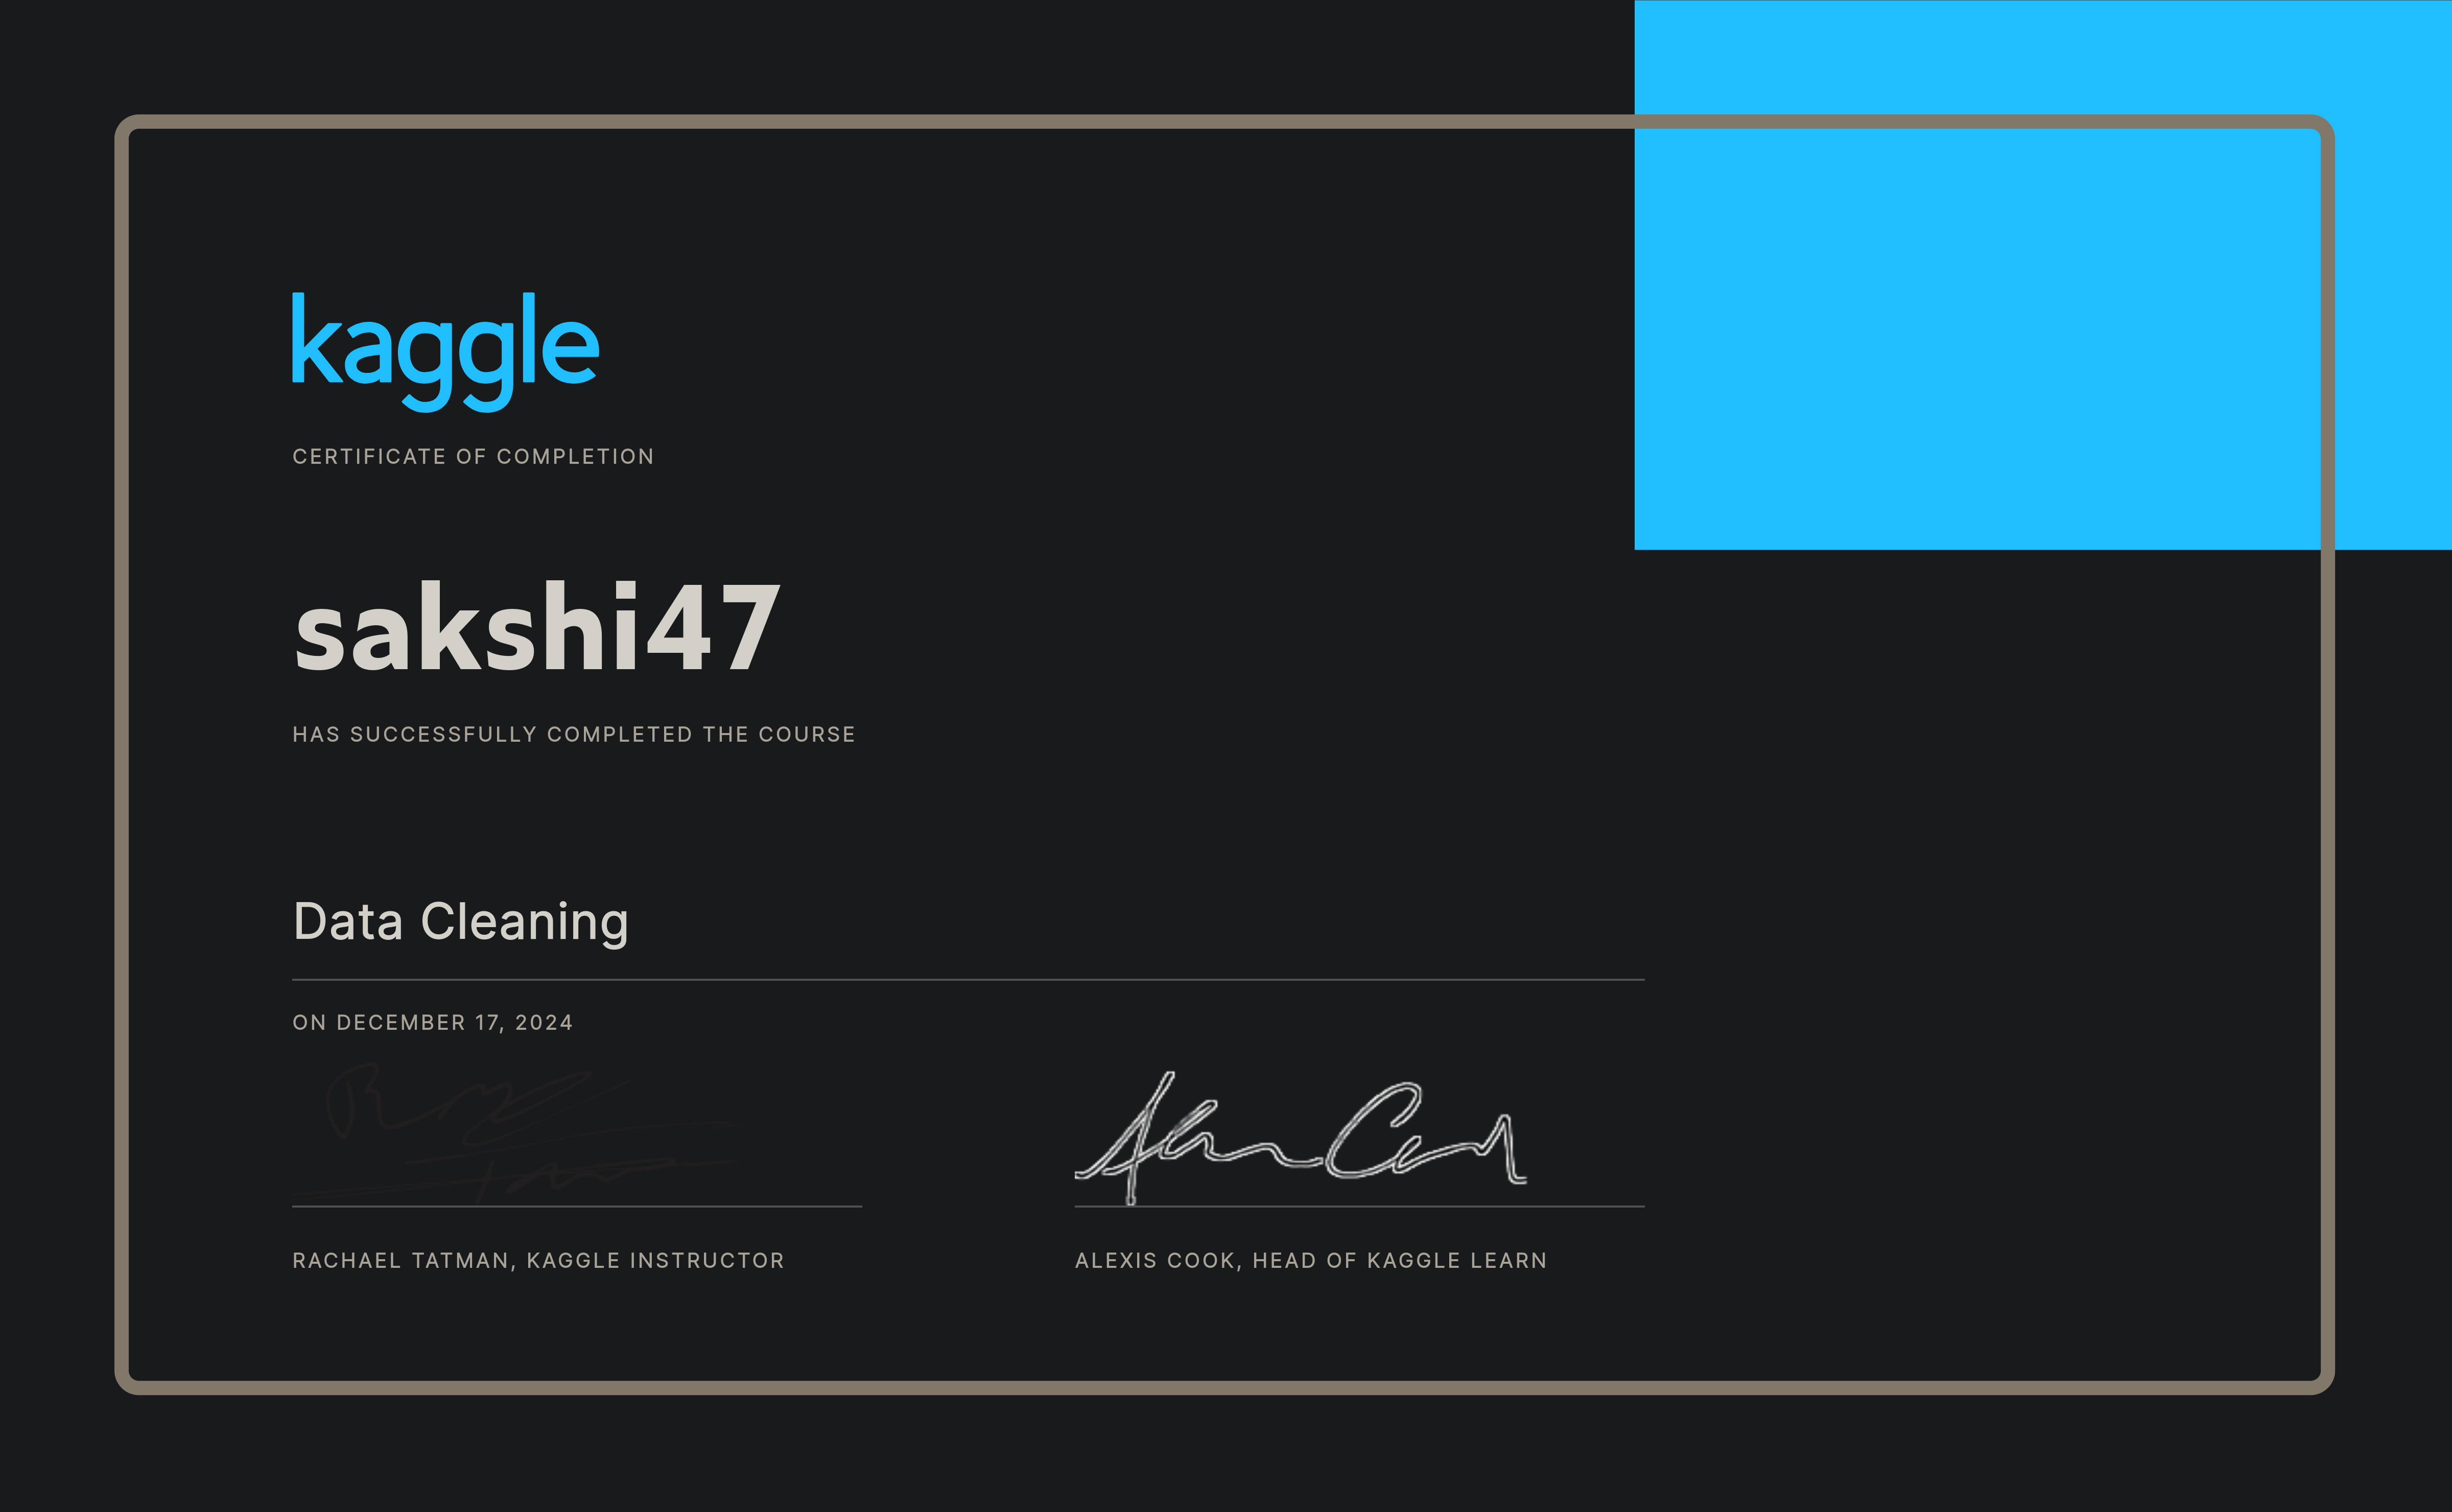 kaggle
CERTIFICATE OF COMPLETION
sakshi47
HAS SUCCESSFULLY COMPLETED THE COURSE
Data Cleaning
ON DECEMBER 17, 2024
RACHAEL TATMAN, KAGGLE INSTRUCTOR
ALEXIS COOK, HEAD OF KAGGLE LEARN